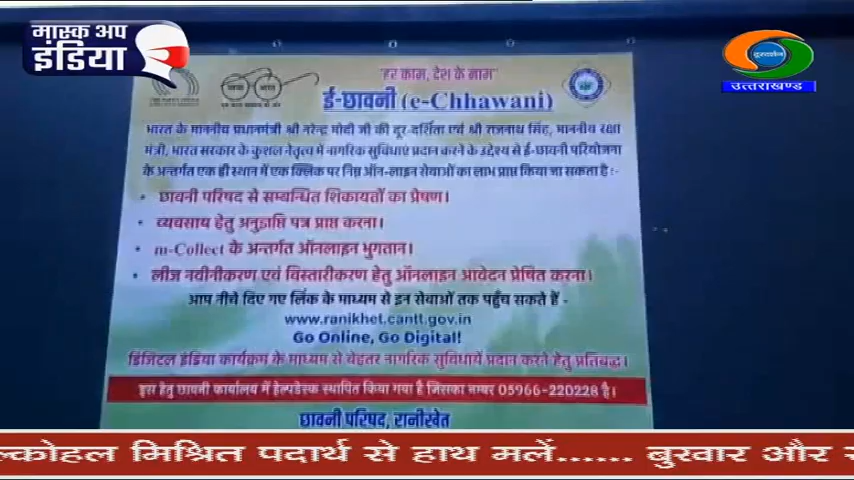 मास्क अप
इंडिया
दूरदर्शन
उत्तराखण्ड
"हर काम, देश के नाम"
ई-छावनी (e-Chhawani)
भारत के माननीय प्रधानमंत्री श्री नरेन्द्र मोदी जी की दूर-दर्शिता एवं श्री राजनाथ सिंह, माननीय रक्षा
मंत्री, भारत सरकार के कुशल नेतृत्व में नागरिक सुविधाएं प्रदान करने के उद्देश्य से ई-छावनी परियोजना
के अन्तर्गत एक ही स्थान में एक क्लिक पर निम्न ऑन-लाइन सेवाओं का लाभ प्राप्त किया जा सकता है :-
• छावनी परिषद से सम्बन्धित शिकायतों का प्रेषण।
• व्यवसाय हेतु अनुज्ञप्ति पत्र प्राप्त करना।
• m-Collect के अन्तर्गत ऑनलाइन भुगतान।
• लीज नवीनीकरण एवं विस्तारीकरण हेतु ऑनलाइन आवेदन प्रेषित करना।
आप नीचे दिए गए लिंक के माध्यम से इन सेवाओं तक पहुँच सकते हैं -
www.ranikhet.cantt.gov.in
Go Online, Go Digital!
डिजिटल इंडिया कार्यक्रम के माध्यम से बेहतर नागरिक सुविधायें प्रदान करने हेतु प्रतिबद्ध।
इस हेतु छावनी कार्यालय में हेल्पडेस्क स्थापित किया गया है जिसका नम्बर 05966-220228 है।
छावनी परिषद, रानीखेत
ल्कोहल मिश्रित पदार्थ से हाथ मलें...... बुखार और